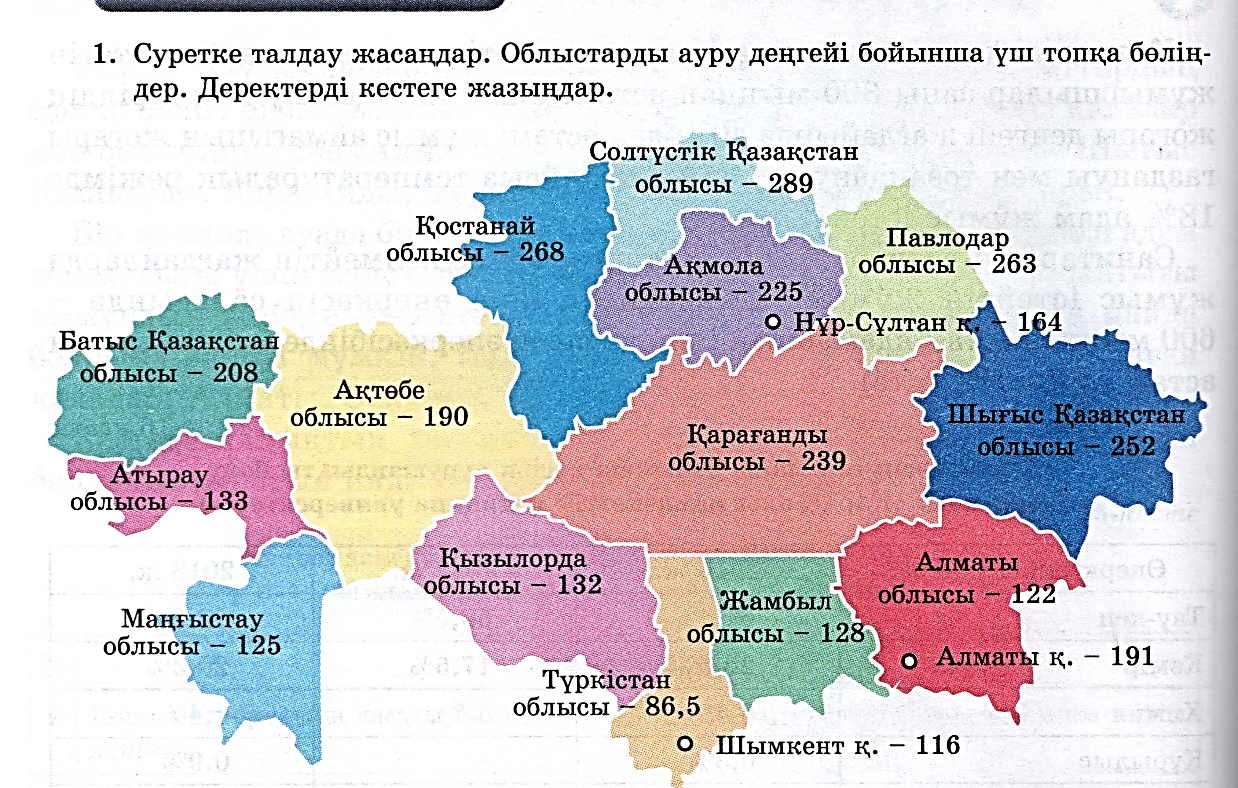 1. Суретке талдау жасаңдар. Облыстарды ауру деңгейі бойынша үш топқа бөлің-
дер. Деректерді кестеге жазыңдар.
Солтүстік Қазақстан
облысы – 289
Қостанай
облысы – 268
Павлодар
облысы – 263
Ақмола
облысы – 225
Нұр-Сұлтан қ. – 164
Батыс Қазақстан
облысы – 208
Ақтөбе
облысы – 190
Шығыс Қазақстан
облысы – 252
Қарағанды
облысы – 239
Атырау
облысы – 133
Қызылорда
облысы – 132
Алматы
облысы – 122
Жамбыл
облысы – 128
Маңғыстау
облысы – 125
Алматы қ. – 191
Түркістан
облысы – 86,5
Шымкент қ. – 116